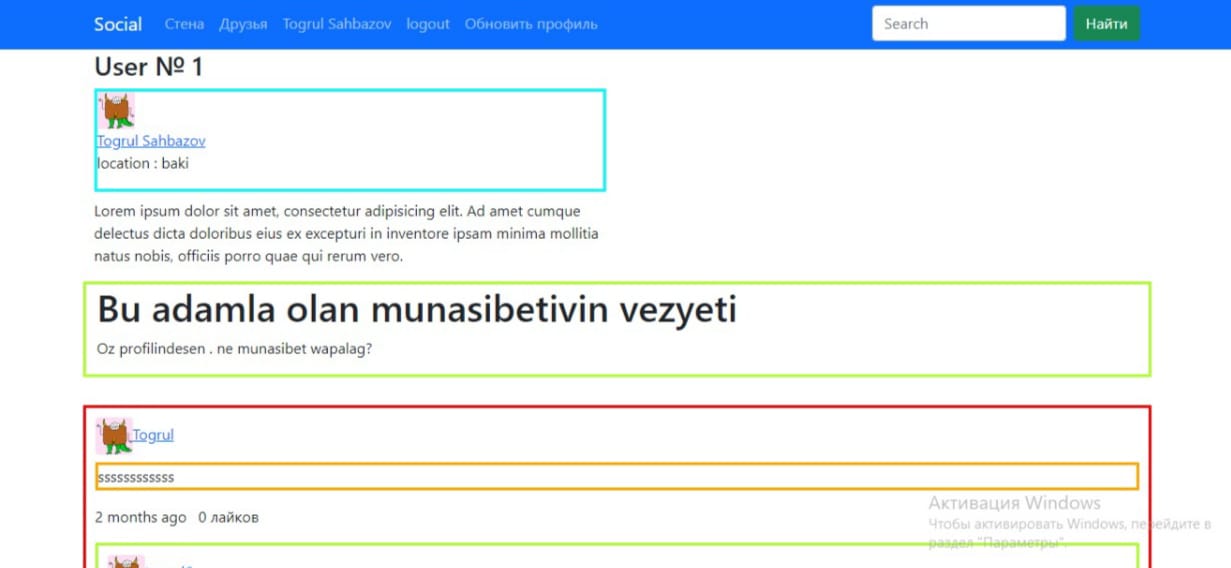 Social Стена Друзья Togrul Sahbazov logout Обновить профиль Search Найти
User № 1
Togrul Sahbazov
location : baki
Lorem ipsum dolor sit amet, consectetur adipisicing elit. Ad amet cumque
delectus dicta doloribus eius ex excepturi in inventore ipsam minima mollitia
natus nobis, officiis porro quae qui rerum vero.
Bu adamla olan munasibetivin vezyeti
Oz profilindesen . ne munasibet wapalag?
Togrul
ssssssssssss
2 months ago 0 лайков
Активация Windows
Чтобы активировать Windows, перейдите в
раздел "Параметры".